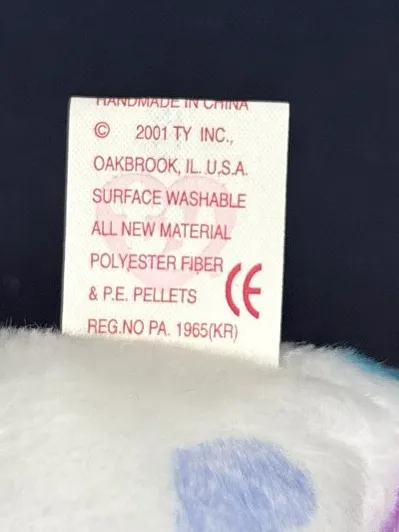 HANDMADE IN CHINA
© 2001 TY INC.,
OAKBROOK, IL. U.S.A.
SURFACE WASHABLE
ALL NEW MATERIAL
POLYESTER FIBER
& P.E. PELLETS
CE
REG.NO PA. 1965(KR)